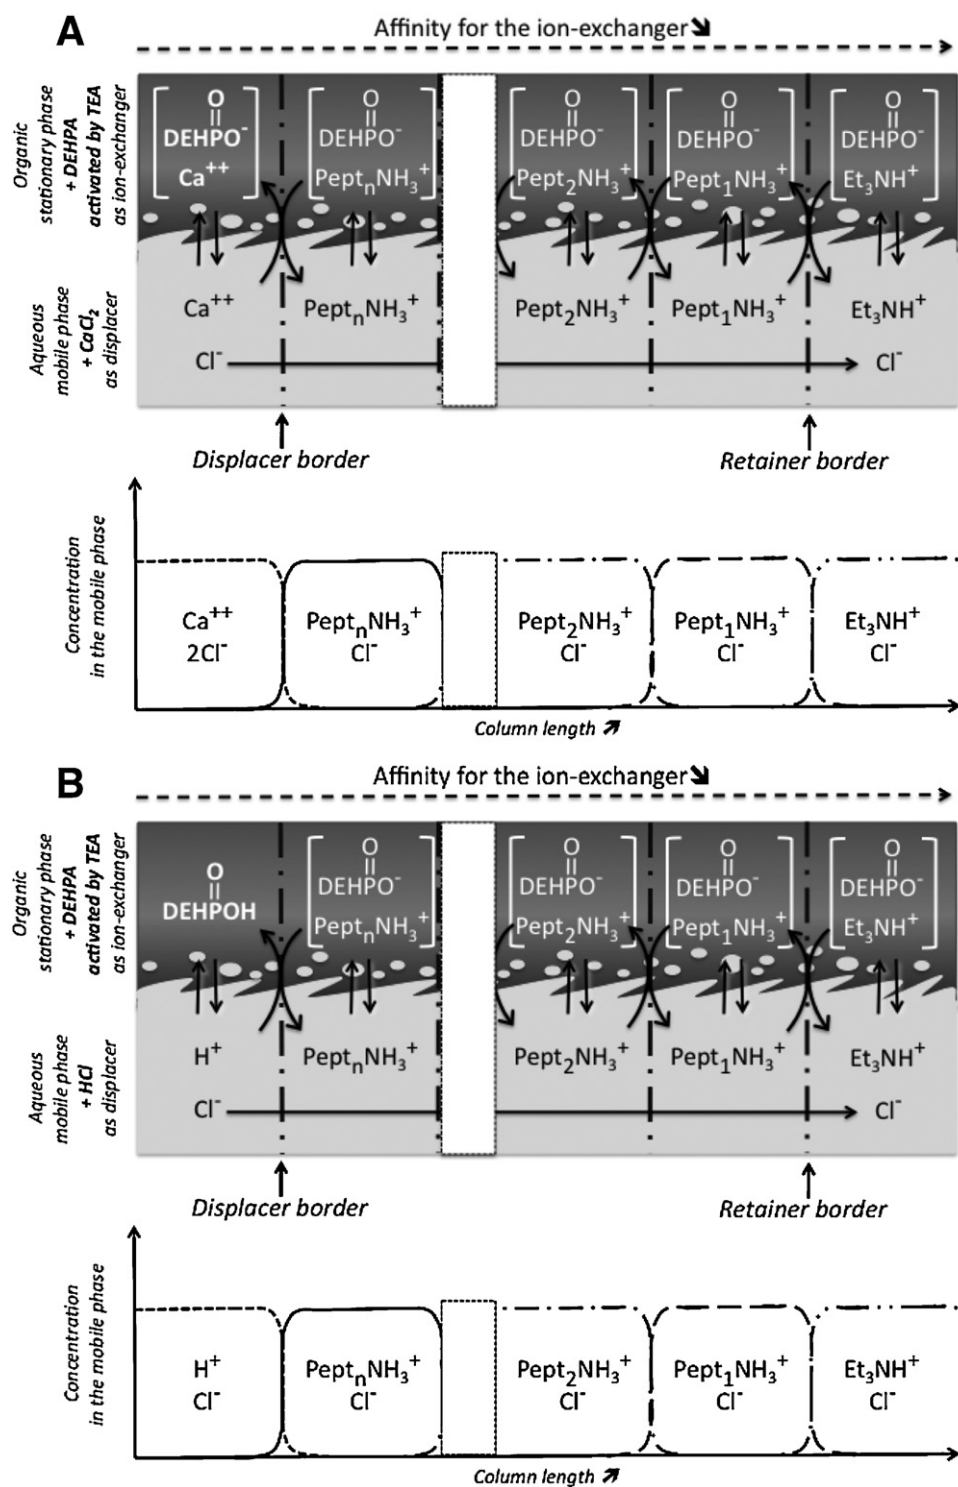 A
Affinity for the ion-exchanger ➘
Organic
stationary phase
+ DEHPA
activated by TEA
as ion-exchanger
O
DEHPO⁻
Ca⁺⁺
O
DEHPO⁻
PeptₙNH₃⁺
O
DEHPO⁻
Pept₂NH₃⁺
O
DEHPO⁻
Pept₁NH₃⁺
O
DEHPO⁻
Et₃NH⁺
Aqueous
mobile phase
+ CaCl₂
as displacer
Ca⁺⁺ PeptₙNH₃⁺ Pept₂NH₃⁺ Pept₁NH₃⁺ Et₃NH⁺
Cl⁻ Cl⁻
Displacer border Retainer border
Concentration
in the mobile phase
Ca⁺⁺ PeptₙNH₃⁺ Pept₂NH₃⁺ Pept₁NH₃⁺ Et₃NH⁺
2Cl⁻ Cl⁻ Cl⁻ Cl⁻ Cl⁻
Column length ➚
B
Affinity for the ion-exchanger ➘
Organic
stationary phase
+ DEHPA
activated by TEA
as ion-exchanger
O
DEHPOH
O
DEHPO⁻
PeptₙNH₃⁺
O
DEHPO⁻
Pept₂NH₃⁺
O
DEHPO⁻
Pept₁NH₃⁺
O
DEHPO⁻
Et₃NH⁺
Aqueous
mobile phase
+ HCl
as displacer
H⁺ PeptₙNH₃⁺ Pept₂NH₃⁺ Pept₁NH₃⁺ Et₃NH⁺
Cl⁻ Cl⁻
Displacer border Retainer border
Concentration
in the mobile phase
H⁺ PeptₙNH₃⁺ Pept₂NH₃⁺ Pept₁NH₃⁺ Et₃NH⁺
Cl⁻ Cl⁻ Cl⁻ Cl⁻ Cl⁻
Column length ➚